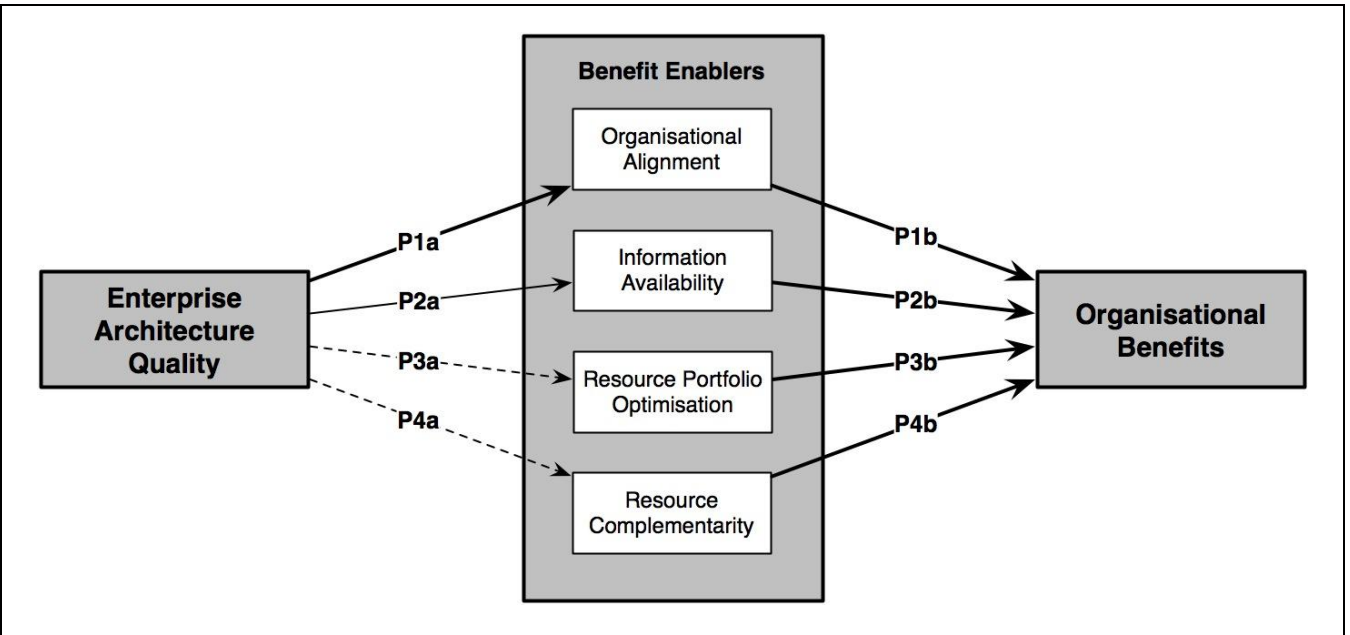 Benefit Enablers
Organisational
Alignment
P1a
P1b
Information
Availability
Enterprise
Architecture
Quality
P2a
P2b
Organisational
Benefits
P3a
P3b
Resource Portfolio
Optimisation
P4a
P4b
Resource
Complementarity